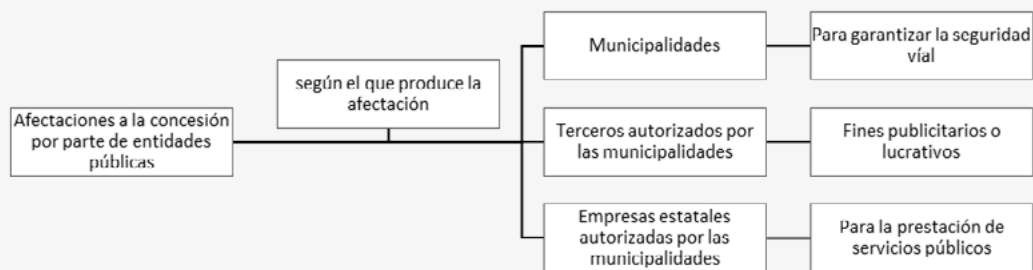 Afectaciones a la concesión
por parte de entidades
públicas
según el que produce la
afectación
Municipalidades
Para garantizar la seguridad
víal
Terceros autorizados por
las municipalidades
Fines publicitarios o
lucrativos
Empresas estatales
autorizadas por las
municipalidades
Para la prestación de
servicios públicos